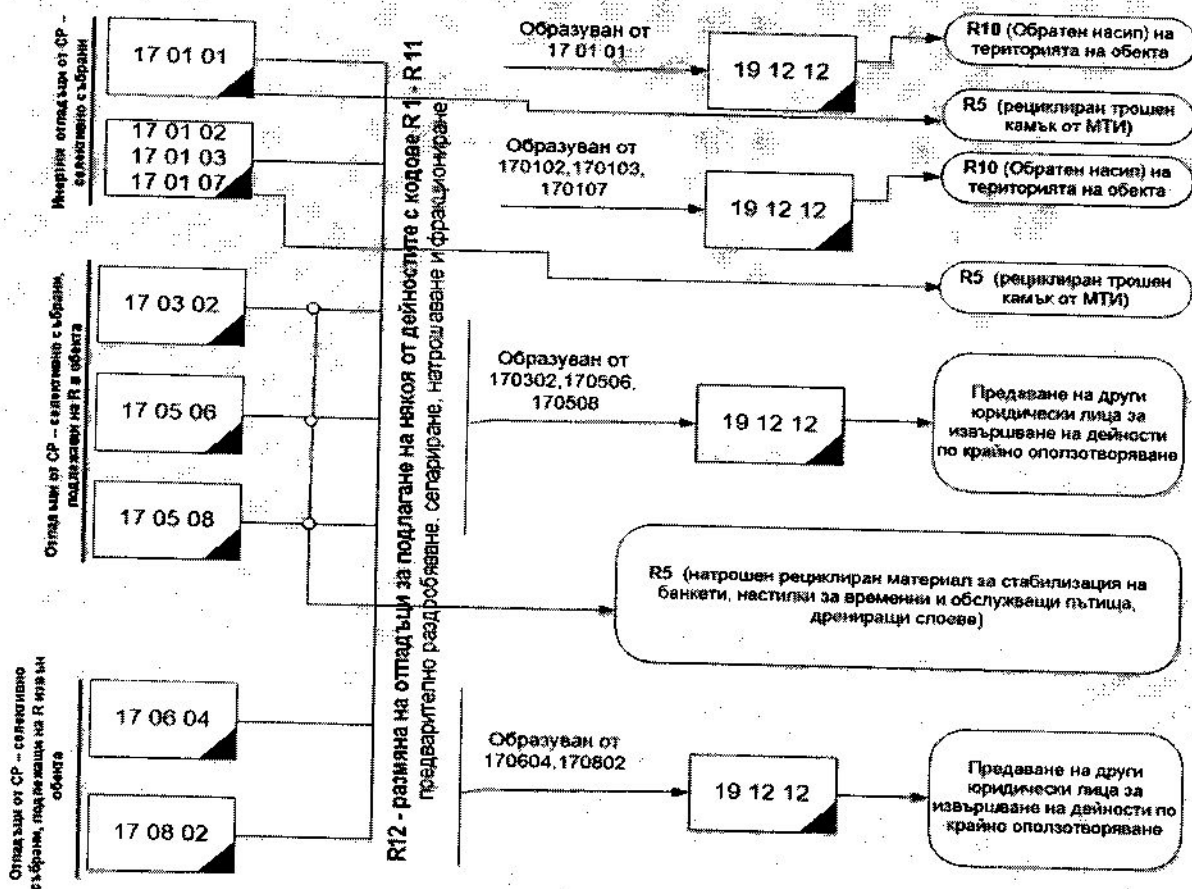 Инертни отпадъци от СР –
селективно събрани
17 01 01
17 01 02
17 01 03
17 01 07
Отпадъци от СР – селективно събрани,
подлежащи на R в обекта
17 03 02
17 05 06
17 05 08
Отпадъци от СР – селективно
събрани, подлежащи на R извън
обекта
17 06 04
17 08 02
R12 - размяна на отпадъци за подлагане на някоя от дейностите с кодове R 1 - R 11
предварително раздробяване, сепариране, натрошаване и фракциониране
Образуван от
17 01 01
19 12 12
R10 (Обратен насип) на
територията на обекта
R5 (рециклиран трошен
камък от МТИ)
Образуван от
170102,170103,
170107
19 12 12
R10 (Обратен насип) на
територията на обекта
R5 (рециклиран трошен
камък от МТИ)
Образуван от
170302,170506,
170508
19 12 12
Предаване на други
юридически лица за
извършване на дейности
по крайно оползотворяване
R5 (натрошен рециклиран материал за стабилизация на
банкети, настилки за временни и обслужващи пътища,
дрениращи слоеве)
Образуван от
170604,170802
19 12 12
Предаване на други
юридически лица за
извършване на дейности по
крайно оползотворяване